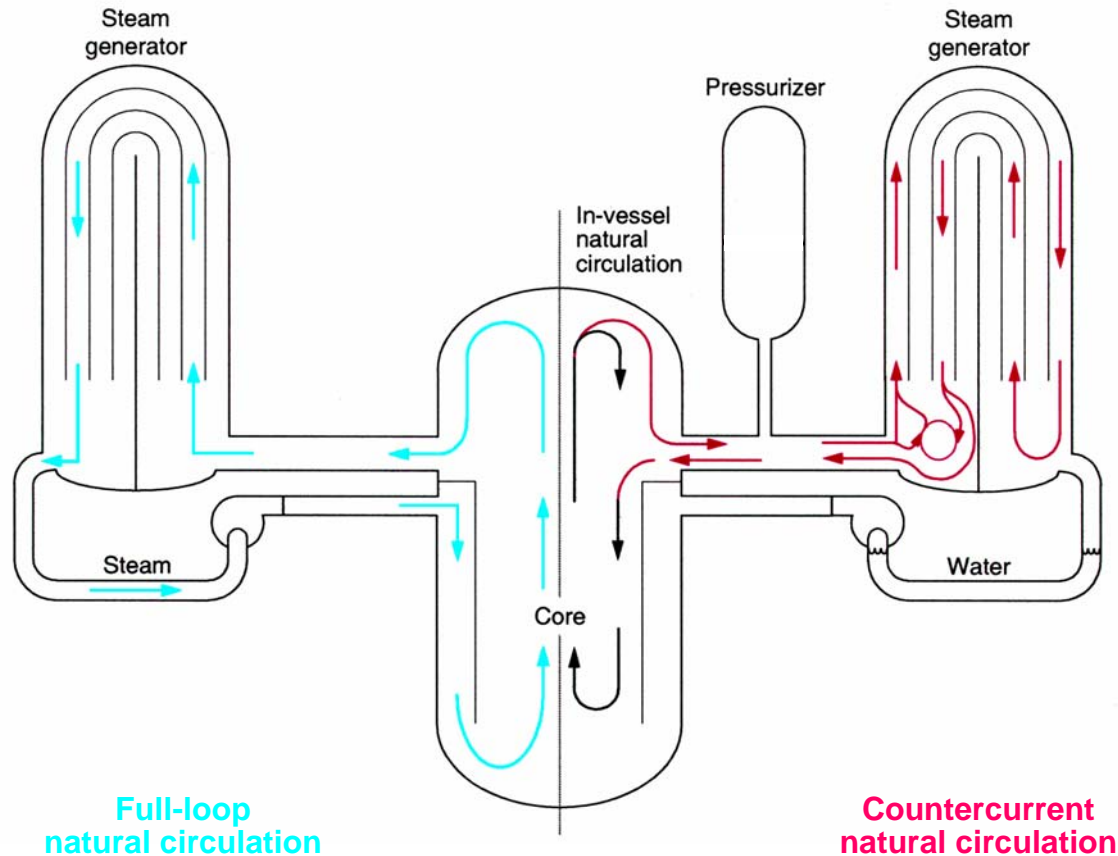 Steam
generator
Steam
generator
Pressurizer
In-vessel
natural
circulation
Steam
Water
Core
Full-loop
natural circulation
Countercurrent
natural circulation